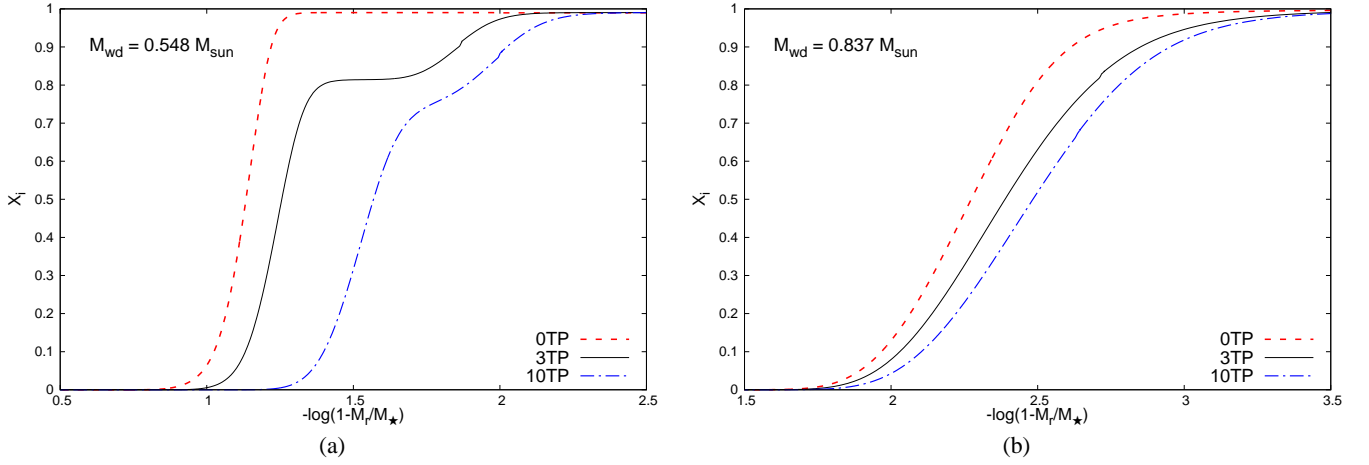 1
0.9
0.8
0.7
0.6
0.5
0.4
0.3
0.2
0.1
0
X_i
M_wd = 0.548 M_sun
0TP
3TP
10TP
0.5 1 1.5 2 2.5
-log(1-M_r/M_★)
(a)
1
0.9
0.8
0.7
0.6
0.5
0.4
0.3
0.2
0.1
0
X_i
M_wd = 0.837 M_sun
0TP
3TP
10TP
1.5 2 2.5 3 3.5
-log(1-M_r/M_★)
(b)